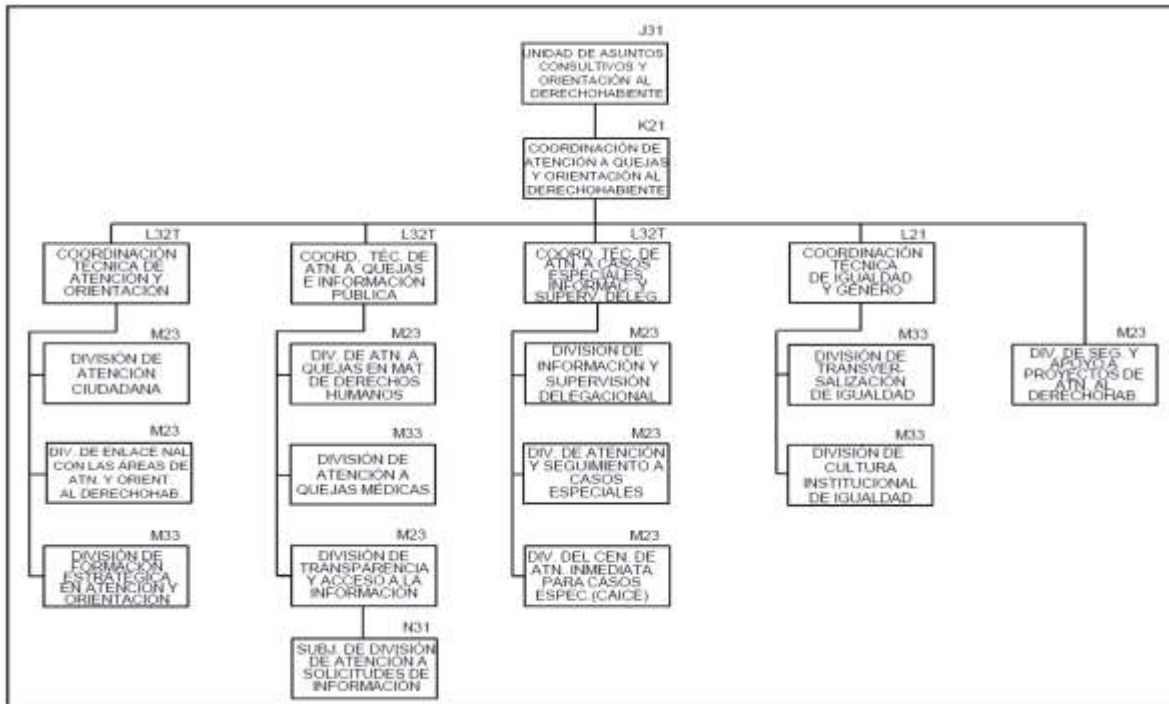 J31
UNIDAD DE ASUNTOS
CONSULTIVOS Y
ORIENTACIÓN AL
DERECHOHABIENTE
K21
COORDINACIÓN DE
ATENCIÓN A QUEJAS
Y ORIENTACIÓN AL
DERECHOHABIENTE
L32T
COORDINACIÓN
TÉCNICA DE
ATENCIÓN Y
ORIENTACIÓN
L32T
COORD. TÉC. DE
ATN. A QUEJAS
E INFORMACIÓN
PÚBLICA
L32T
COORD. TÉC. DE
ATN. A CASOS
ESPECIALES,
INFORMAC. Y
SUPERV. DELEG.
L21
COORDINACIÓN
TÉCNICA
DE IGUALDAD
Y GÉNERO
M23
DIVISIÓN DE
ATENCIÓN
CIUDADANA
M23
DIV. DE ATN. A
QUEJAS EN MAT.
DE DERECHOS
HUMANOS
M23
DIVISIÓN DE
INFORMACIÓN Y
SUPERVISIÓN
DELEGACIONAL
M33
DIVISIÓN DE
TRANSVER-
SALIZACIÓN
DE IGUALDAD
M23
DIV. DE SEG. Y
APOYO A
PROYECTOS DE
ATN. AL
DERECHOHAB.
M23
DIV. DE ENLACE NAL.
CON LAS ÁREAS DE
ATN. Y ORIENT.
AL DERECHOHAB.
M33
DIVISIÓN DE
ATENCIÓN A
QUEJAS MÉDICAS
M23
DIV. DE ATENCIÓN
Y SEGUIMIENTO A
CASOS
ESPECIALES
M33
DIVISIÓN DE
CULTURA
INSTITUCIONAL
DE IGUALDAD
M33
DIVISIÓN DE
FORMACIÓN
ESTRATÉGICA
EN ATENCIÓN Y
ORIENTACIÓN
M23
DIVISIÓN DE
TRANSPARENCIA
Y ACCESO A LA
INFORMACIÓN
M23
DIV. DEL CEN. DE
ATN. INMEDIATA
PARA CASOS
ESPEC.(CAICE)
N31
SUBJ. DE DIVISIÓN
DE ATENCIÓN A
SOLICITUDES DE
INFORMACIÓN